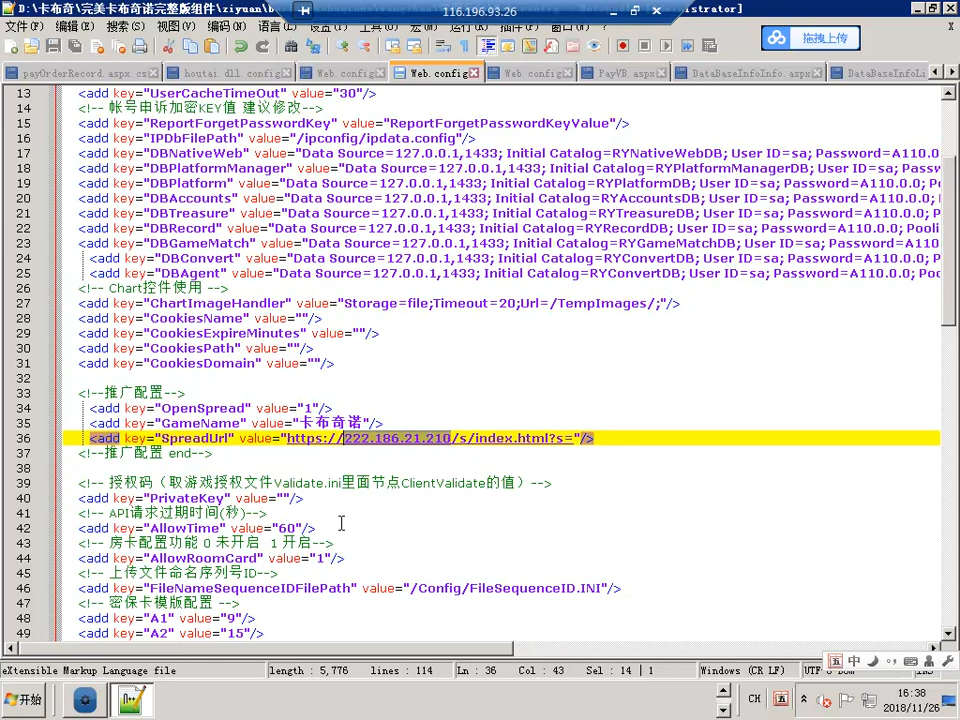 D:\卡布奇\完美卡布奇诺完整版组件\ziyuan\
116.196.93.26
istrator]
文件(F) 编辑(E) 搜索(S) 视图(V) 编码(N) 语言(L)
拖拽上传
payOrderRecord.aspx.cs houtai.dll.config Web.config Web.config Web.config PayVB.aspx DataBaseInfoInfo.aspx DataBaseInfoLi
13 <add key="UserCacheTimeOut" value="30"/>
14 <!-- 帐号申诉加密KEY值 建议修改-->
15 <add key="ReportForgetPasswordKey" value="ReportForgetPasswordKeyValue"/>
16 <add key="IPDbFilePath" value="/ipconfig/ipdata.config"/>
17 <add key="DBNativeWeb" value="Data Source=127.0.0.1,1433; Initial Catalog=RYNativeWebDB; User ID=sa; Password=A110.0.0
18 <add key="DBPlatformManager" value="Data Source=127.0.0.1,1433; Initial Catalog=RYPlatformManagerDB; User ID=sa; Passw
19 <add key="DBPlatform" value="Data Source=127.0.0.1,1433; Initial Catalog=RYPlatformDB; User ID=sa; Password=A110.0.0; Po
20 <add key="DBAccounts" value="Data Source=127.0.0.1,1433; Initial Catalog=RYAccountsDB; User ID=sa; Password=A110.0.0;
21 <add key="DBTreasure" value="Data Source=127.0.0.1,1433; Initial Catalog=RYTreasureDB; User ID=sa; Password=A110.0.0; P
22 <add key="DBRecord" value="Data Source=127.0.0.1,1433; Initial Catalog=RYRecordDB; User ID=sa; Password=A110.0.0; Pooli
23 <add key="DBGameMatch" value="Data Source=127.0.0.1,1433; Initial Catalog=RYGameMatchDB; User ID=sa; Password=A110.0
24 <add key="DBConvert" value="Data Source=127.0.0.1,1433; Initial Catalog=RYConvertDB; User ID=sa; Password=A110.0.0; P
25 <add key="DBAgent" value="Data Source=127.0.0.1,1433; Initial Catalog=RYConvertDB; User ID=sa; Password=A110.0.0; Poo
26 <!-- Chart控件使用 -->
27 <add key="ChartImageHandler" value="Storage=file;Timeout=20;Url=/TempImages/;"/>
28 <add key="CookiesName" value=""/>
29 <add key="CookiesExpireMinutes" value=""/>
30 <add key="CookiesPath" value=""/>
31 <add key="CookiesDomain" value=""/>
32
33 <!--推广配置-->
34 <add key="OpenSpread" value="1"/>
35 <add key="GameName" value="卡布奇诺"/>
36 <add key="SpreadUrl" value="https://222.186.21.210/s/index.html?s="/>
37 <!--推广配置 end-->
38
39 <!-- 授权码（取游戏授权文件Validate.ini里面节点ClientValidate的值）-->
40 <add key="PrivateKey" value=""/>
41 <!-- API请求过期时间(秒)-->
42 <add key="AllowTime" value="60"/>
43 <!-- 房卡配置功能 0 未开启 1 开启-->
44 <add key="AllowRoomCard" value="1"/>
45 <!-- 上传文件命名序列号ID-->
46 <add key="FileNameSequenceIDFilePath" value="/Config/FileSequenceID.INI"/>
47 <!-- 密保卡模版配置 -->
48 <add key="A1" value="9"/>
49 <add key="A2" value="15"/>
eXtensible Markup Language file length : 5,776 lines : 114 Ln : 36 Col : 43 Sel : 14 | 1 Windows (CR LF)
五 中
开始 CH 五 16:38
2018/11/26